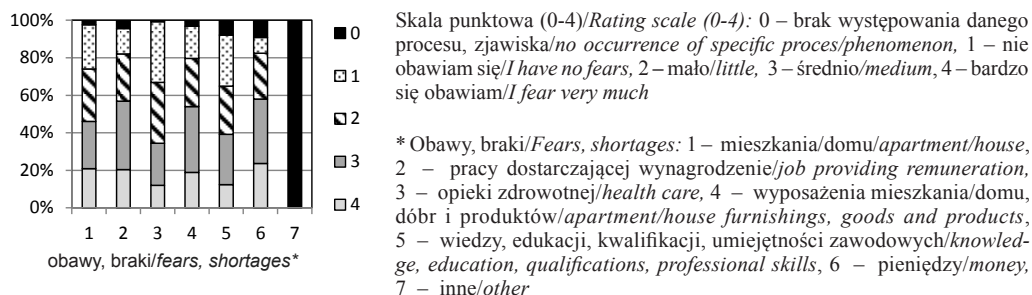 100%
80%
60%
40%
20%
0%
1 2 3 4 5 6 7
obawy, braki/fears, shortages*
0
1
2
3
4
Skala punktowa (0-4)/Rating scale (0-4): 0 – brak występowania danego
procesu, zjawiska/no occurrence of specific proces/phenomenon, 1 – nie
obawiam się/I have no fears, 2 – mało/little, 3 – średnio/medium, 4 – bardzo
się obawiam/I fear very much
* Obawy, braki/Fears, shortages: 1 – mieszkania/domu/apartment/house,
2 – pracy dostarczającej wynagrodzenie/job providing remuneration,
3 – opieki zdrowotnej/health care, 4 – wyposażenia mieszkania/domu,
dóbr i produktów/apartment/house furnishings, goods and products,
5 – wiedzy, edukacji, kwalifikacji, umiejętności zawodowych/knowled-
ge, education, qualifications, professional skills, 6 – pieniędzy/money,
7 – inne/other